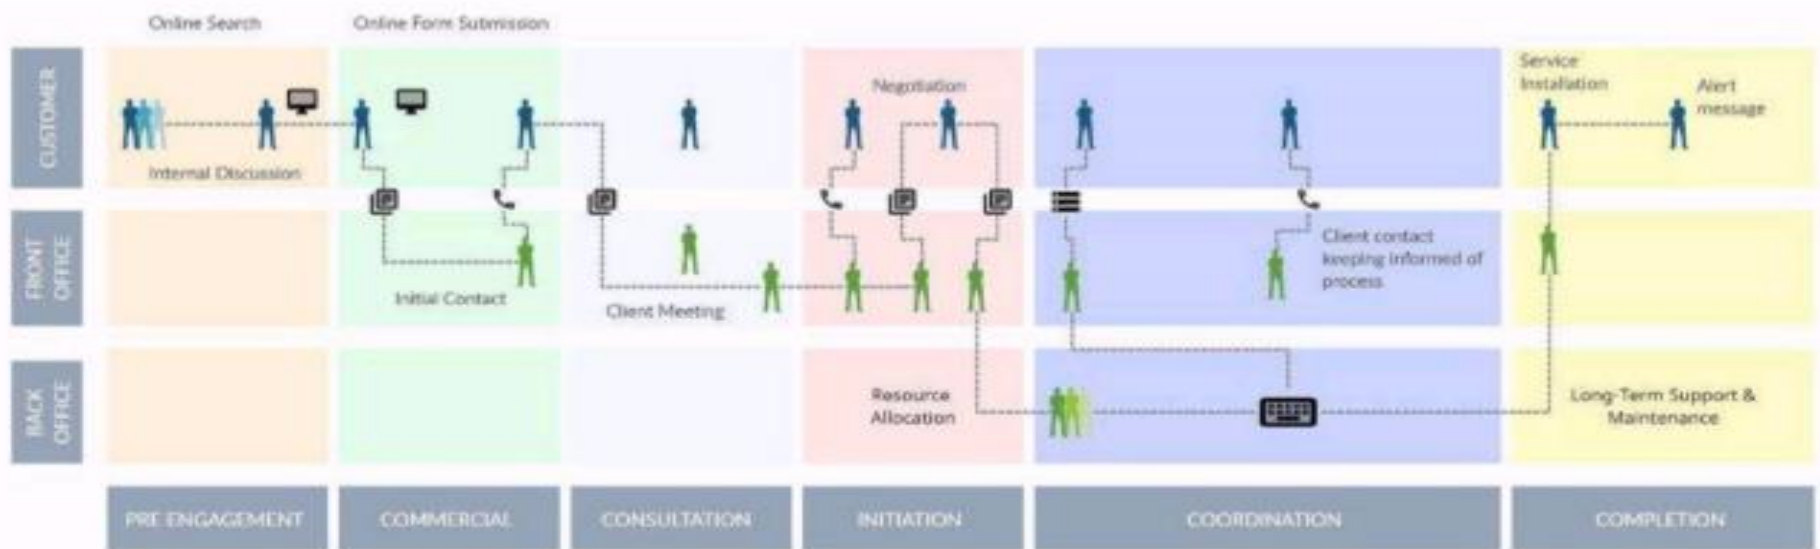 Online Search
Online Form Submission
CUSTOMER
Internal Discussion
Negotiation
Service
Installation
Alert
message
FRONT
OFFICE
Initial Contact
Client Meeting
Client contact
keeping informed of
process
BACK
OFFICE
Resource
Allocation
Long-Term Support &
Maintenance
PRE ENGAGEMENT
COMMERCIAL
CONSULTATION
INITIATION
COORDINATION
COMPLETION